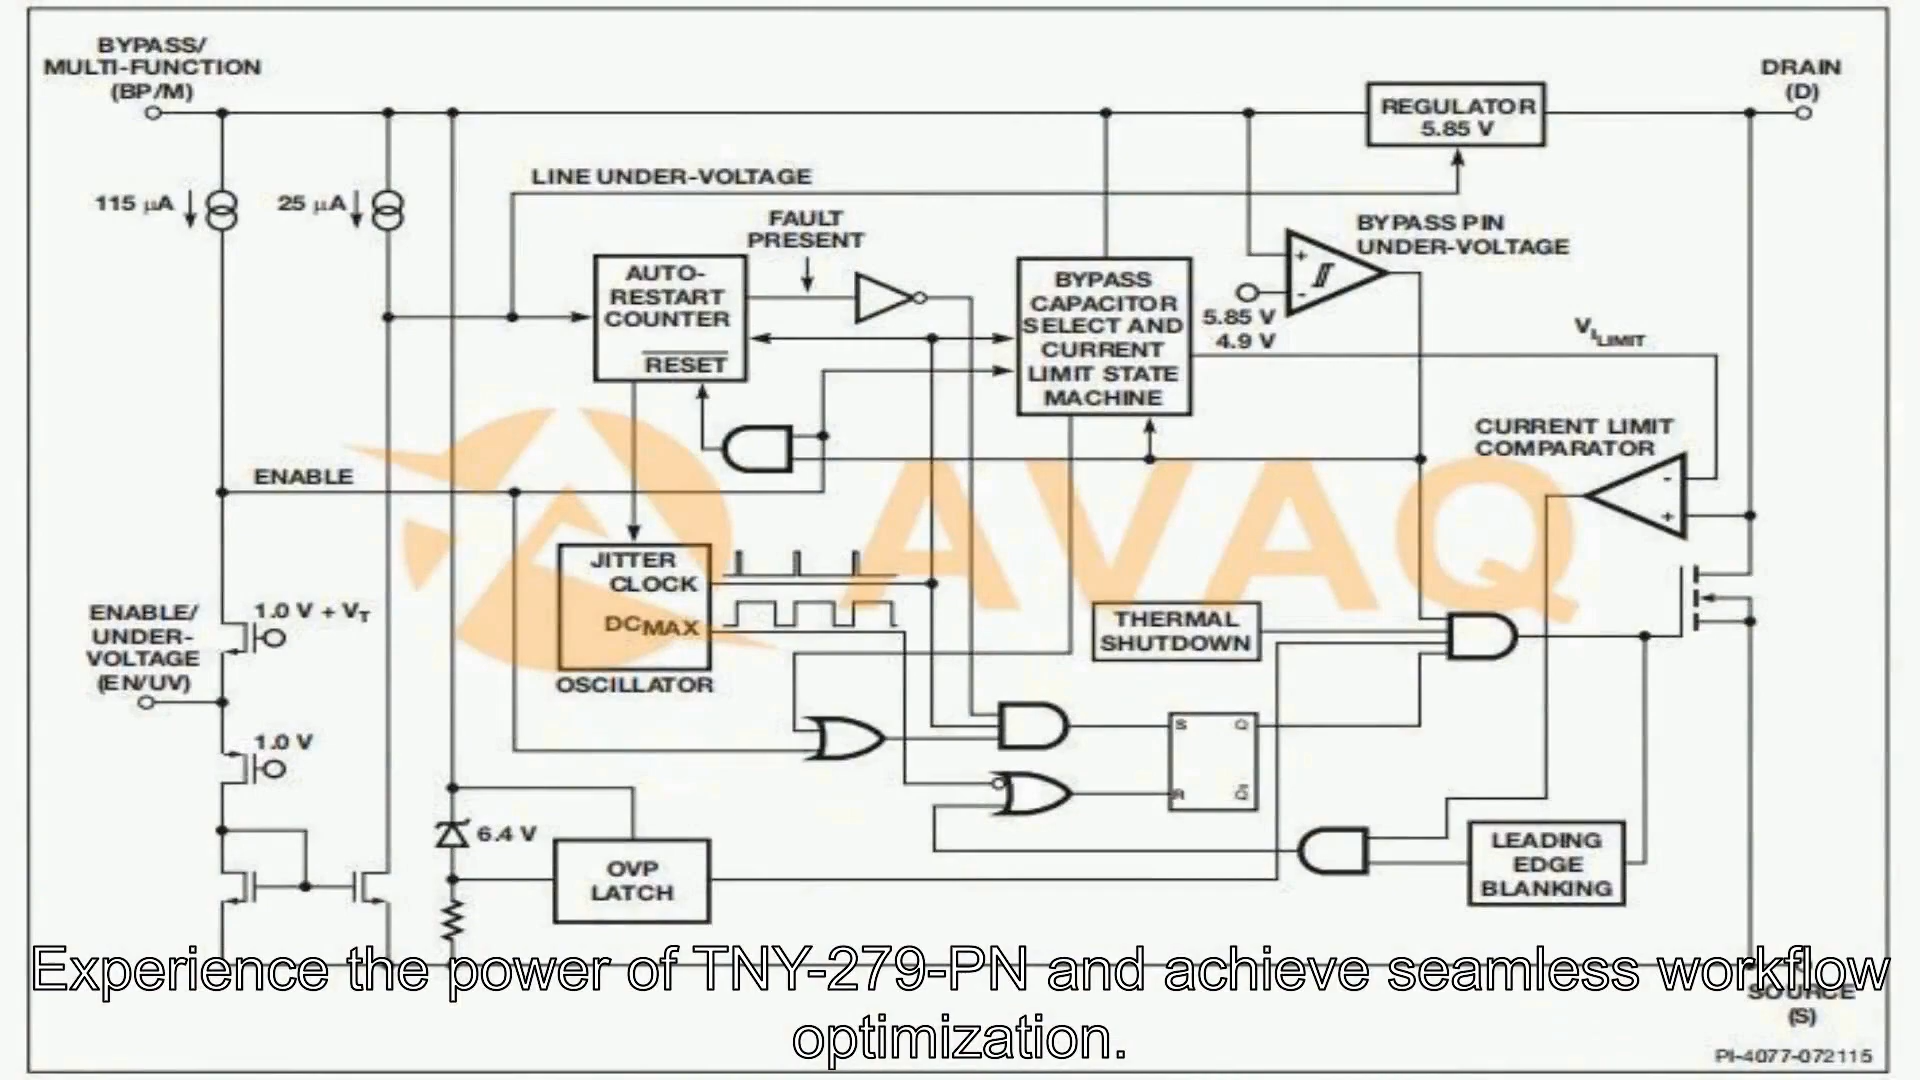 BYPASS/
MULTI-FUNCTION
(BP/M)
DRAIN
(D)
REGULATOR
5.85 V
LINE UNDER-VOLTAGE
115 μA
25 μA
FAULT
PRESENT
BYPASS PIN
UNDER-VOLTAGE
AUTO-
RESTART
COUNTER
RESET
BYPASS
CAPACITOR
SELECT AND
CURRENT
LIMIT STATE
MACHINE
+
-
5.85 V
4.9 V
VILIMIT
CURRENT LIMIT
COMPARATOR
-
+
ENABLE
AVAQ
JITTER
CLOCK
DCMAX
OSCILLATOR
THERMAL
SHUTDOWN
ENABLE/
UNDER-
VOLTAGE
(EN/UV)
1.0 V + VT
1.0 V
S Q
R Q
6.4 V
OVP
LATCH
LEADING
EDGE
BLANKING
Experience the power of TNY-279-PN and achieve seamless workflow
optimization.
SOURCE
(S)
PI-4077-072115